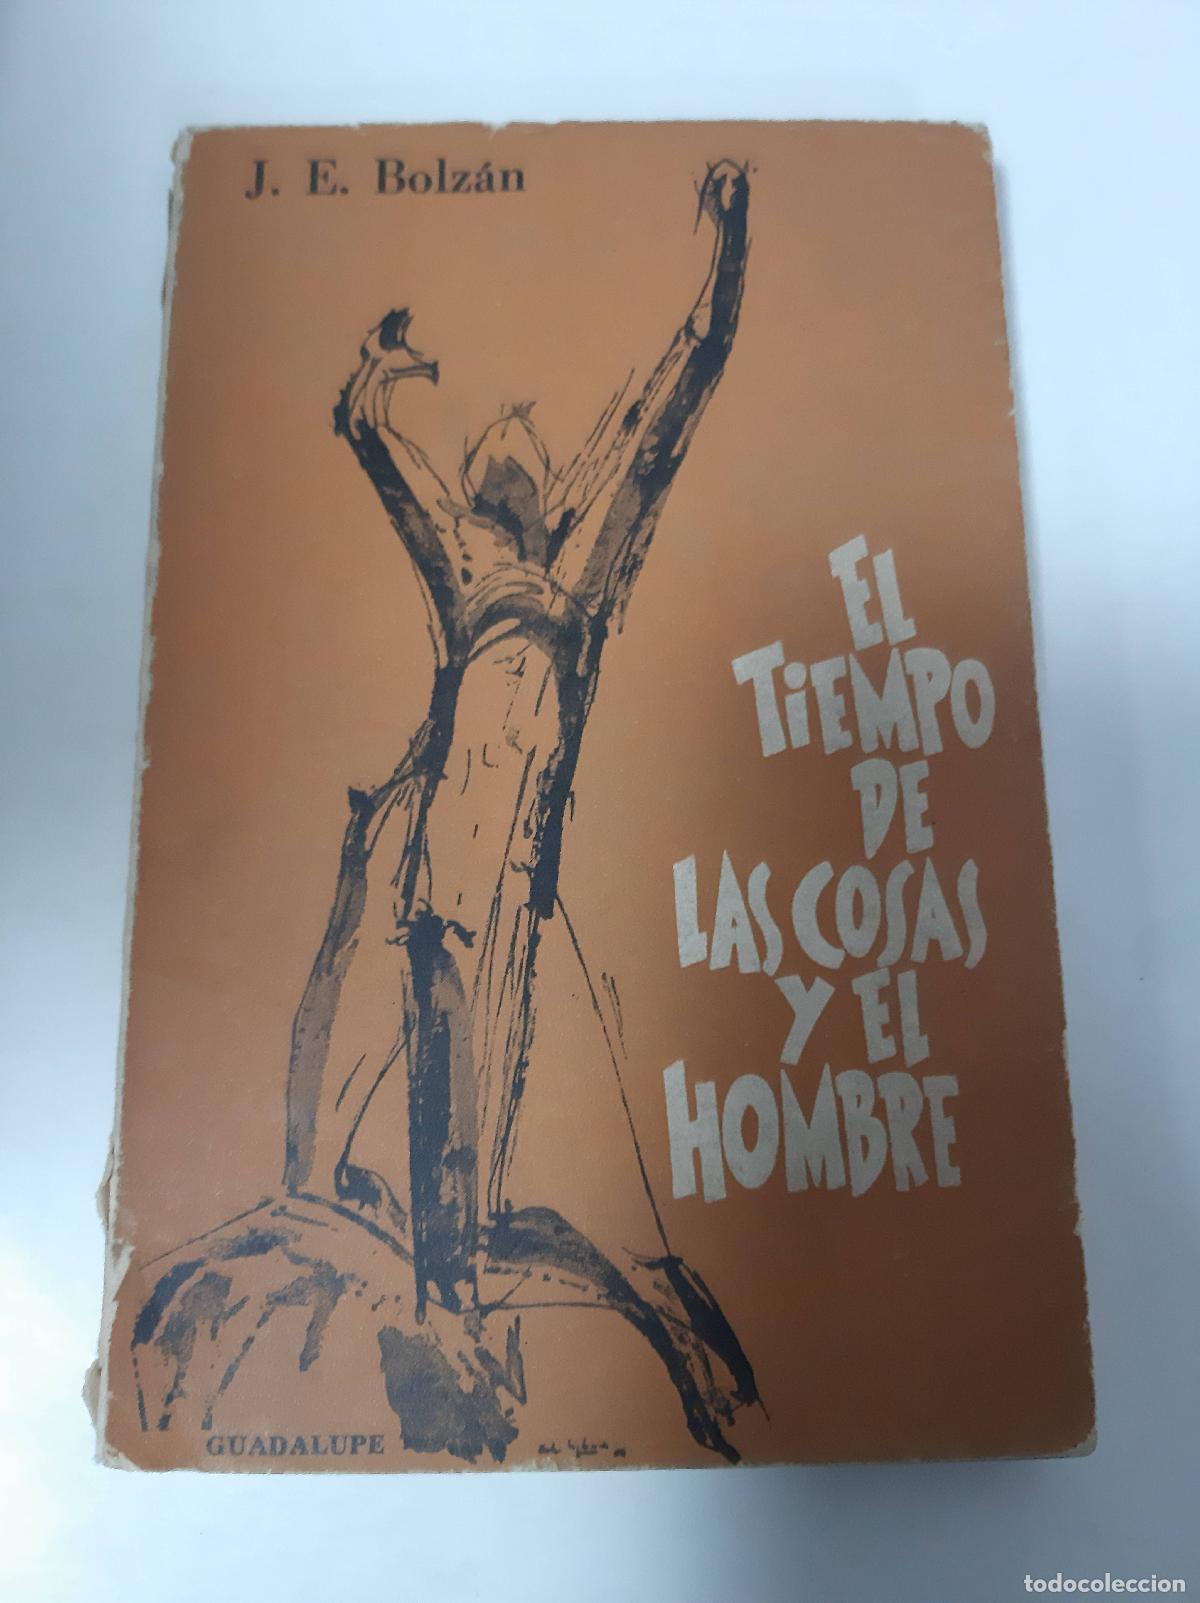 J. E. Bolzán
EL
TiEMPO
DE
LAS COSAS
Y EL
HOMBRE
GUADALUPE
todocoleccion